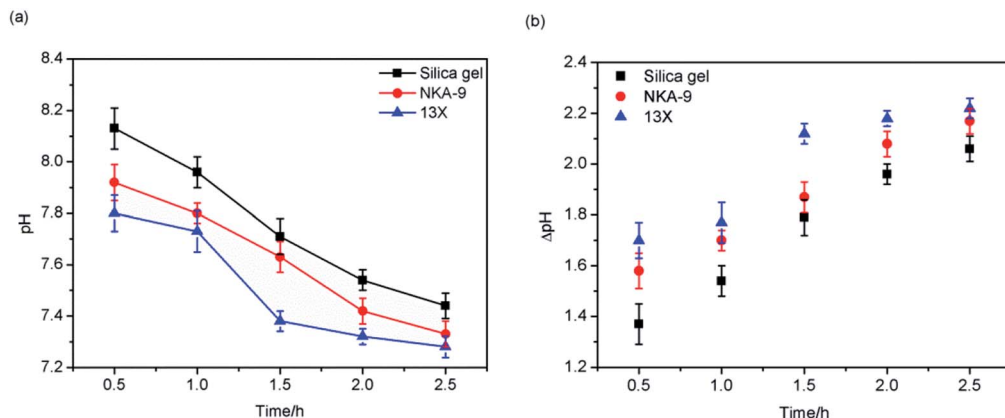 (a)
8.4
8.2
8.0
7.8
7.6
7.4
7.2
pH
Silica gel
NKA-9
13X
0.5 1.0 1.5 2.0 2.5
Time/h
(b)
2.4
2.2
2.0
1.8
1.6
1.4
1.2
ΔpH
Silica gel
NKA-9
13X
0.5 1.0 1.5 2.0 2.5
Time/h